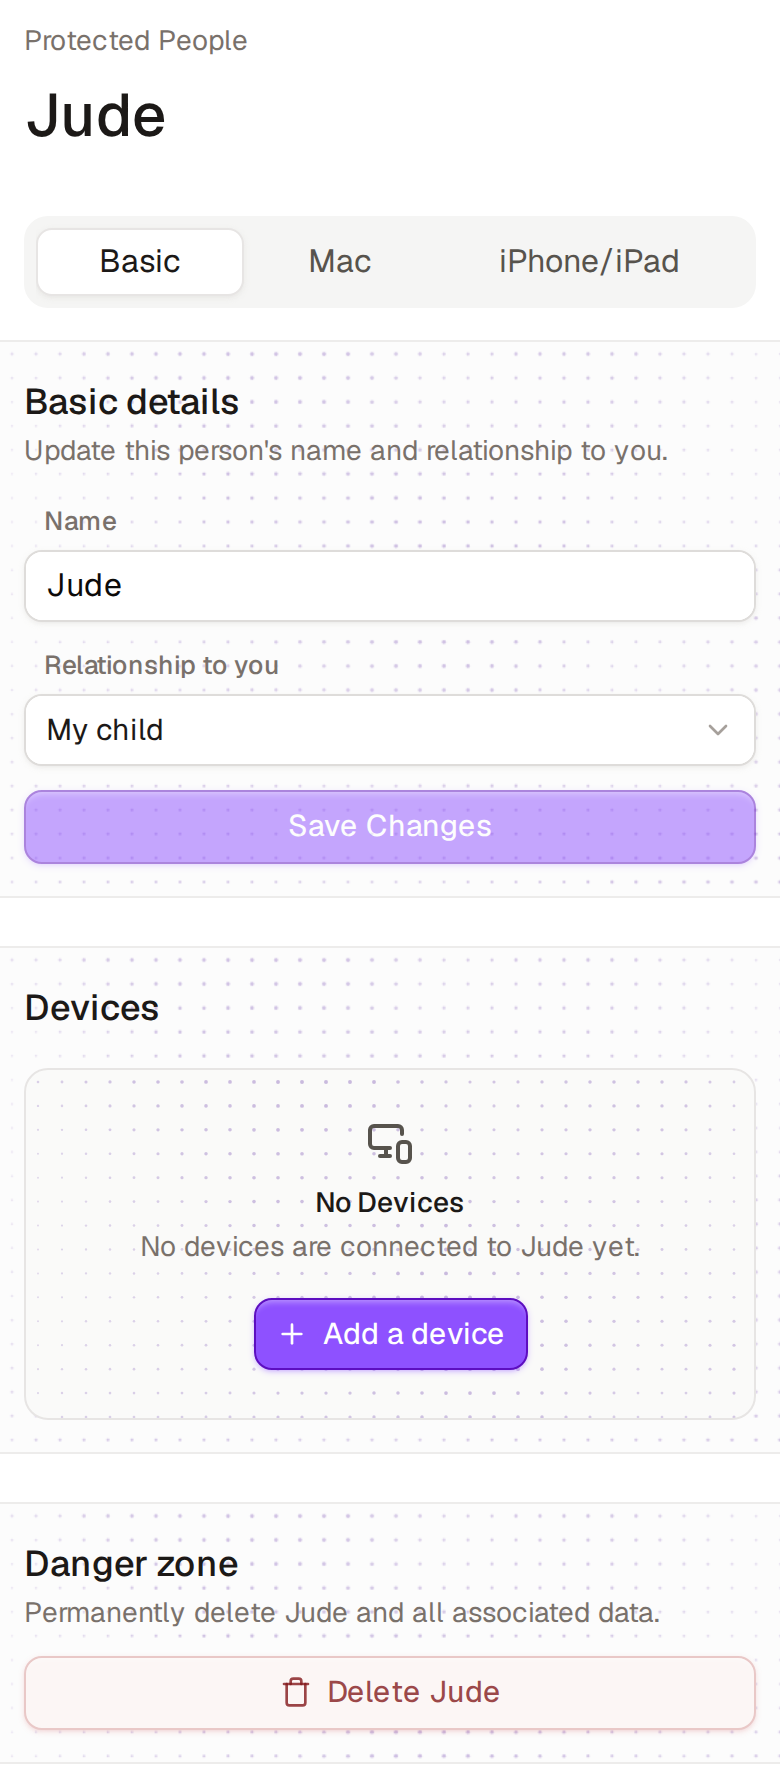 Protected People
Jude
Basic
Mac
iPhone/iPad
Basic details
Update this person's name and relationship to you.
Name
Jude
Relationship to you
My child
Save Changes
Devices
No Devices
No devices are connected to Jude yet.
Add a device
Danger zone
Permanently delete Jude and all associated data.
Delete Jude